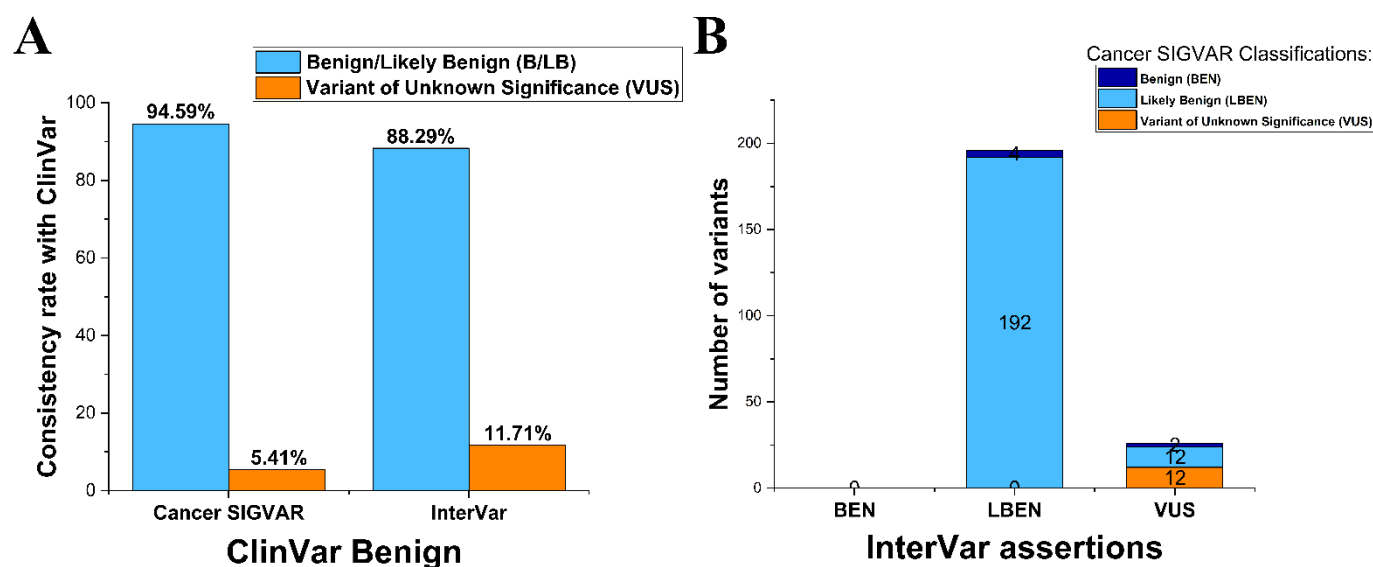 A
Benign/Likely Benign (B/LB)
Variant of Unknown Significance (VUS)
Consistency rate with ClinVar
100
80
60
40
20
0
94.59%
5.41%
88.29%
11.71%
Cancer SIGVAR
InterVar
ClinVar Benign
B
Cancer SIGVAR Classifications:
Benign (BEN)
Likely Benign (LBEN)
Variant of Unknown Significance (VUS)
Number of variants
200
150
100
50
0
0
4
192
0
2
12
12
BEN
LBEN
VUS
InterVar assertions